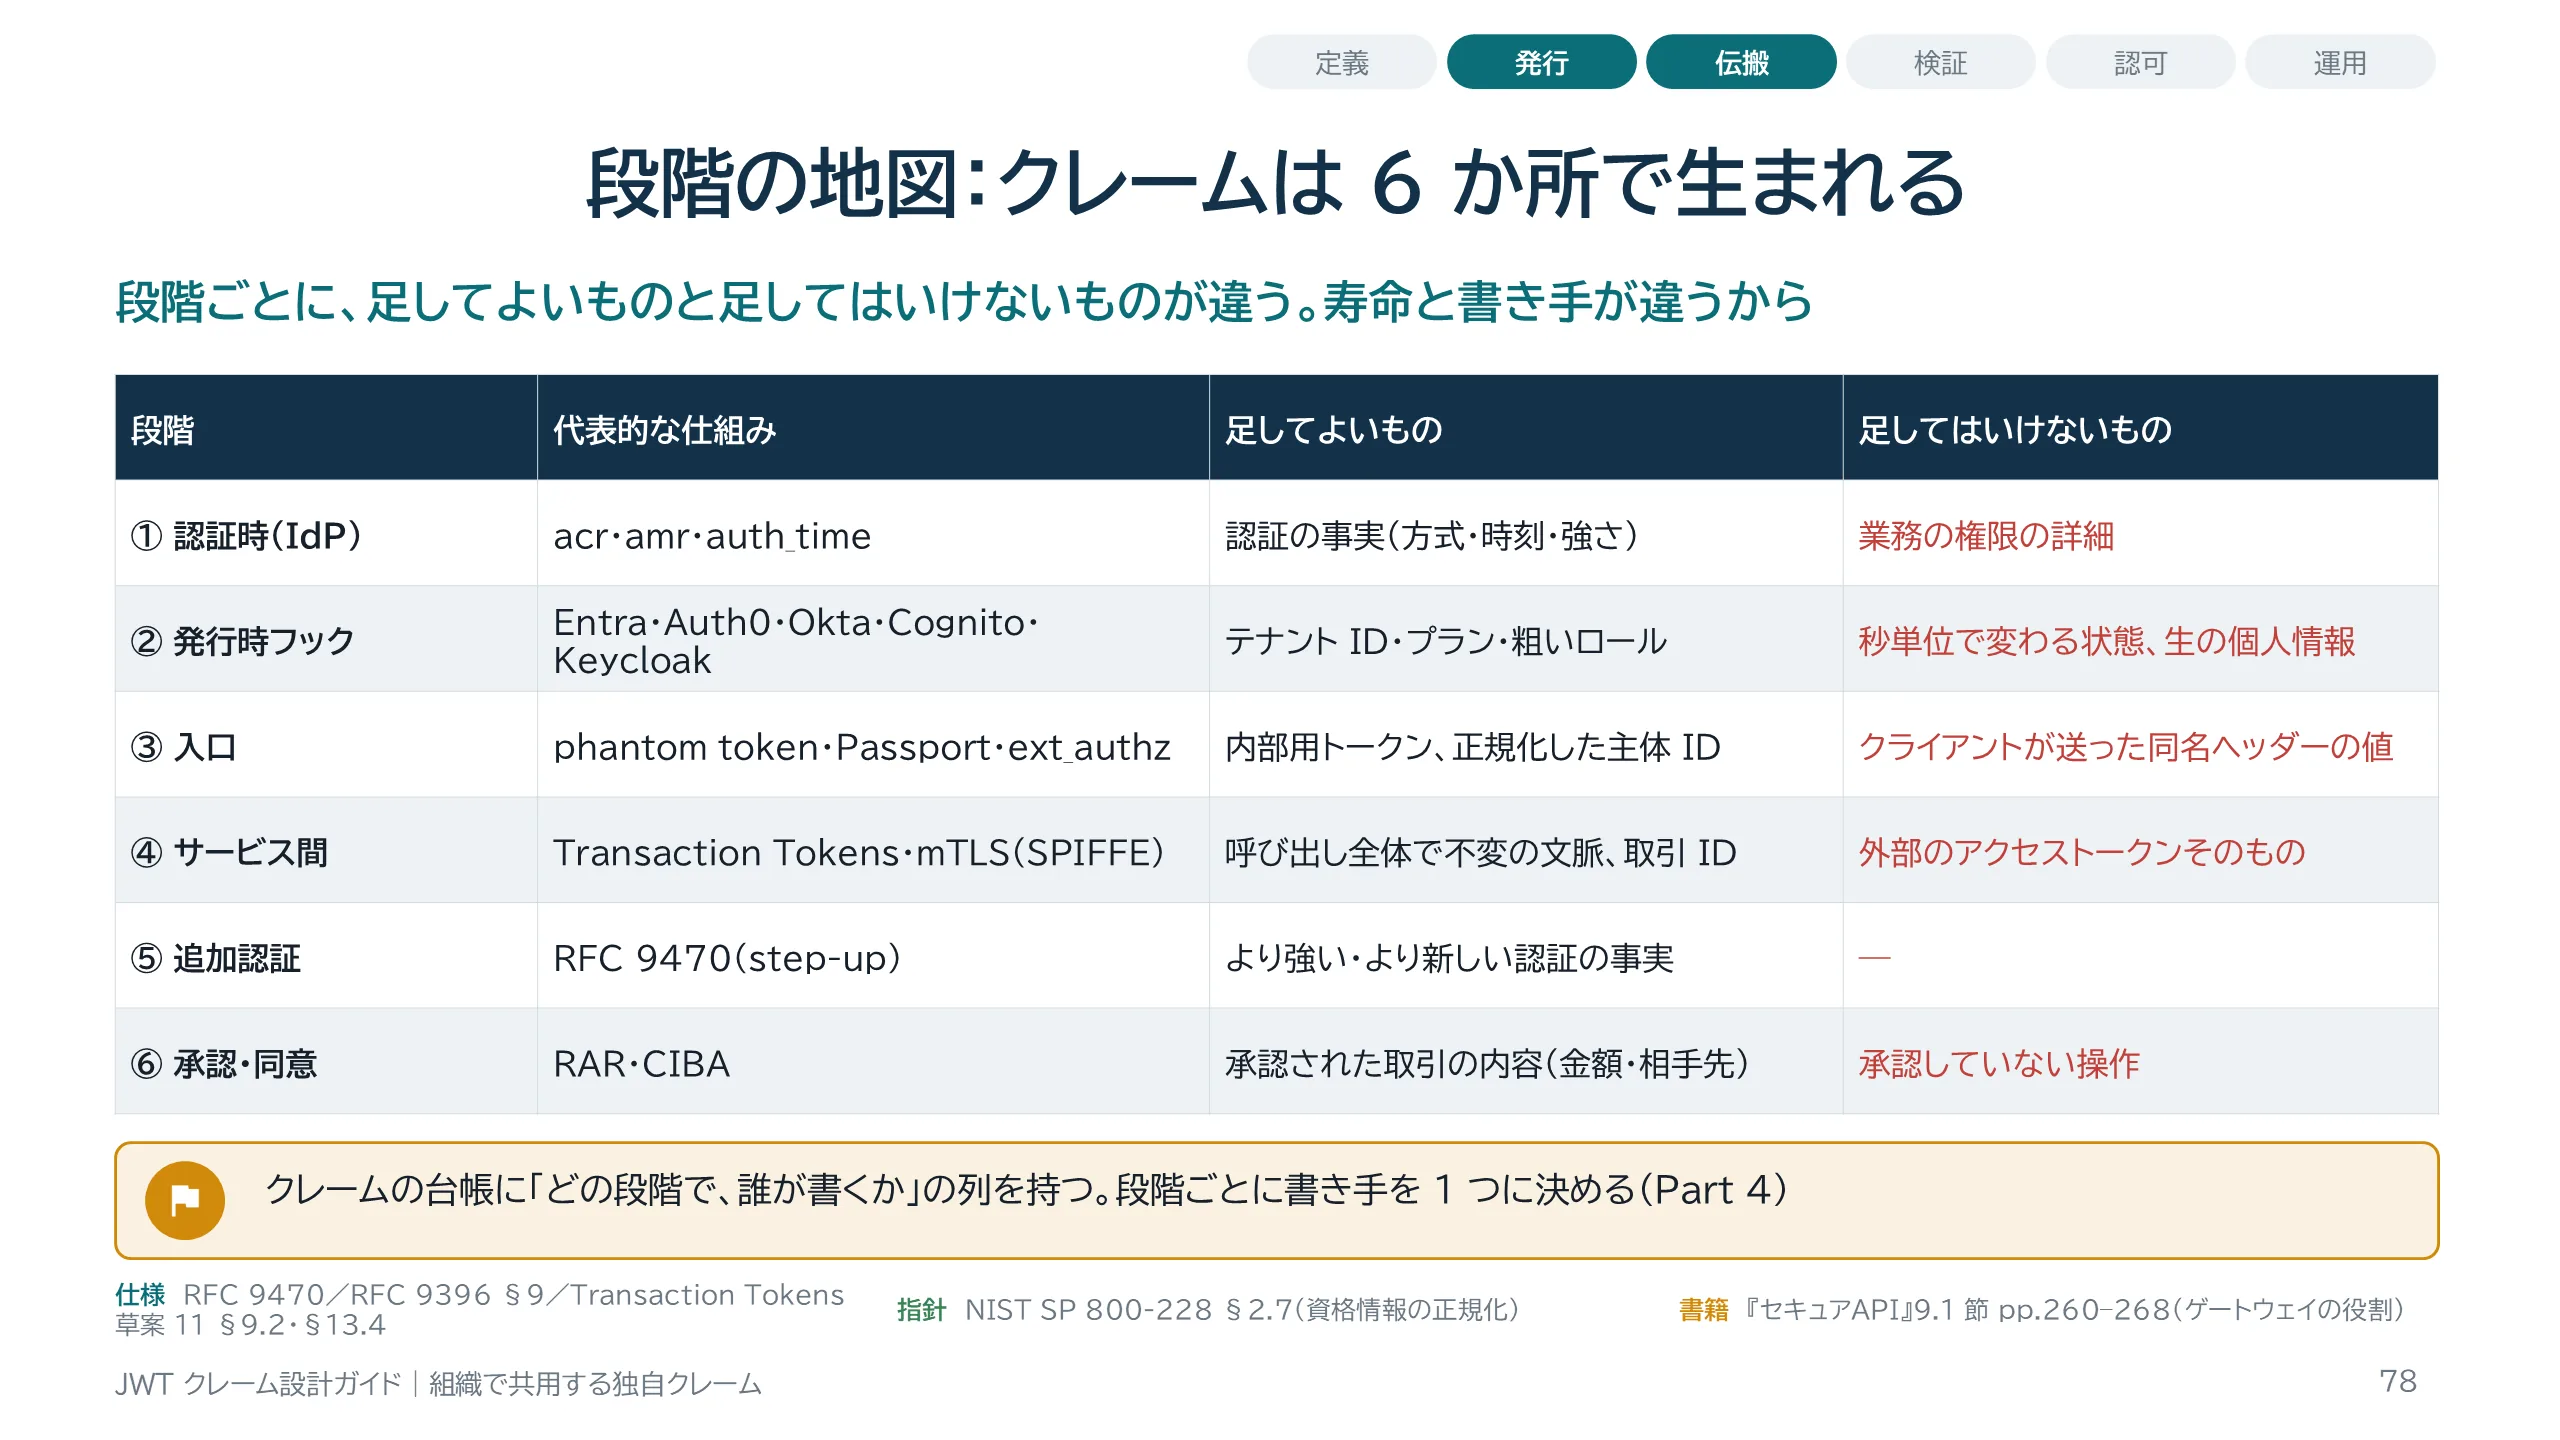 定義 発行 伝搬 検証 認可 運用
段階の地図：クレームは 6 か所で生まれる
段階ごとに、足してよいものと足してはいけないものが違う。寿命と書き手が違うから
段階 代表的な仕組み 足してよいもの 足してはいけないもの
① 認証時（IdP） acr・amr・auth_time 認証の事実（方式・時刻・強さ） 業務の権限の詳細
② 発行時フック Entra・Auth0・Okta・Cognito・
Keycloak テナント ID・プラン・粗いロール 秒単位で変わる状態、生の個人情報
③ 入口 phantom token・Passport・ext_authz 内部用トークン、正規化した主体 ID クライアントが送った同名ヘッダーの値
④ サービス間 Transaction Tokens・mTLS（SPIFFE） 呼び出し全体で不変の文脈、取引 ID 外部のアクセストークンそのもの
⑤ 追加認証 RFC 9470（step-up） より強い・より新しい認証の事実 —
⑥ 承認・同意 RAR・CIBA 承認された取引の内容（金額・相手先） 承認していない操作
クレームの台帳に「どの段階で、誰が書くか」の列を持つ。段階ごとに書き手を 1 つに決める（Part 4）
仕様 RFC 9470／RFC 9396 §9／Transaction Tokens
草案 11 §9.2・§13.4
指針 NIST SP 800-228 §2.7（資格情報の正規化）
書籍 『セキュアAPI』9.1 節 pp.260–268（ゲートウェイの役割）
JWT クレーム設計ガイド｜組織で共用する独自クレーム
78